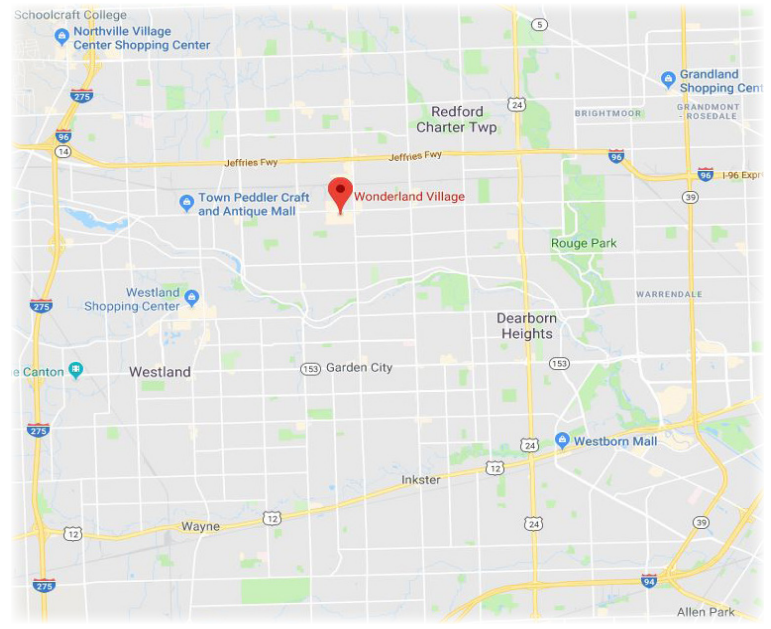 Schoolcraft College
Northville Village
Center Shopping Center
5
Grandland
Shopping Cent
275
24
Redford
Charter Twp
BRIGHTMOOR
GRANDMONT
- ROSEDALE
96
14
Jeffries Fwy
Jeffries Fwy
96
96
I-96 Expr
39
Town Peddler Craft
and Antique Mall
Wonderland Village
Rouge Park
Westland
Shopping Center
275
WARRENDALE
Dearborn
Heights
e Canton
Westland
153
Garden City
153
275
24
Westborn Mall
12
Inkster
12
Wayne
12
24
39
275
94
Allen Park